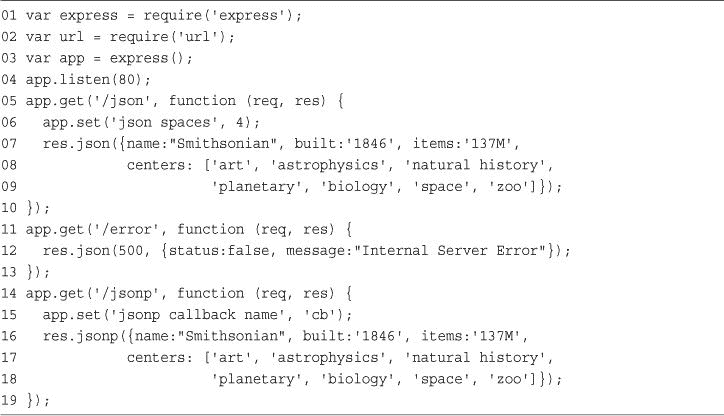 01 var express = require('express');
02 var url = require('url');
03 var app = express();
04 app.listen(80);
05 app.get('/json', function (req, res) {
06   app.set('json spaces', 4);
07   res.json({name:"Smithsonian", built:'1846', items:'137M',
08             centers: ['art', 'astrophysics', 'natural history',
09                       'planetary', 'biology', 'space', 'zoo']});
10 });
11 app.get('/error', function (req, res) {
12   res.json(500, {status:false, message:"Internal Server Error"});
13 });
14 app.get('/jsonp', function (req, res) {
15   app.set('jsonp callback name', 'cb');
16   res.jsonp({name:"Smithsonian", built:'1846', items:'137M',
17             centers: ['art', 'astrophysics', 'natural history',
18                       'planetary', 'biology', 'space', 'zoo']});
19 });